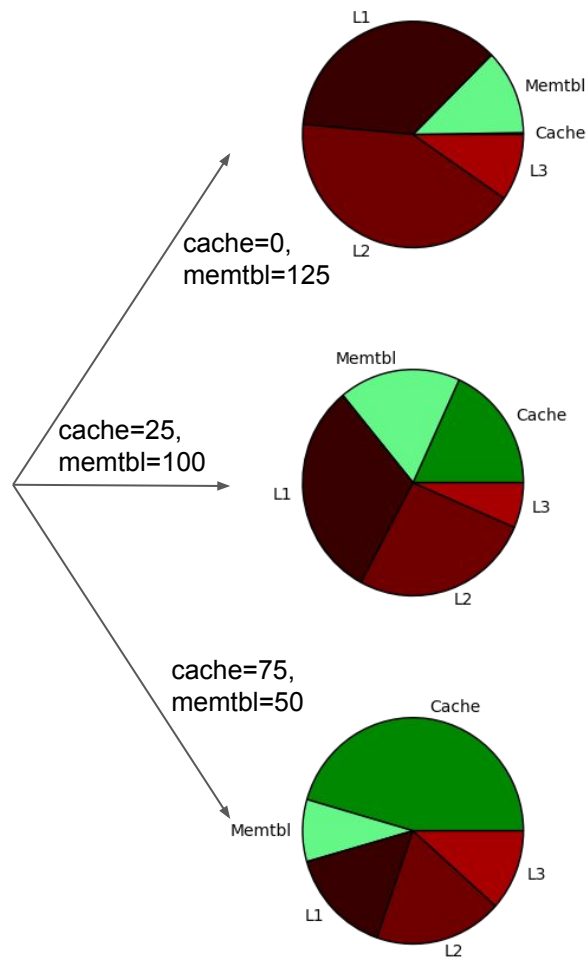 L1
Memtbl
Cache
L3
L2
cache=0,
memtbl=125
Memtbl
Cache
cache=25,
memtbl=100
L1
L3
L2
cache=75,
memtbl=50
Cache
Memtbl
L3
L1
L2